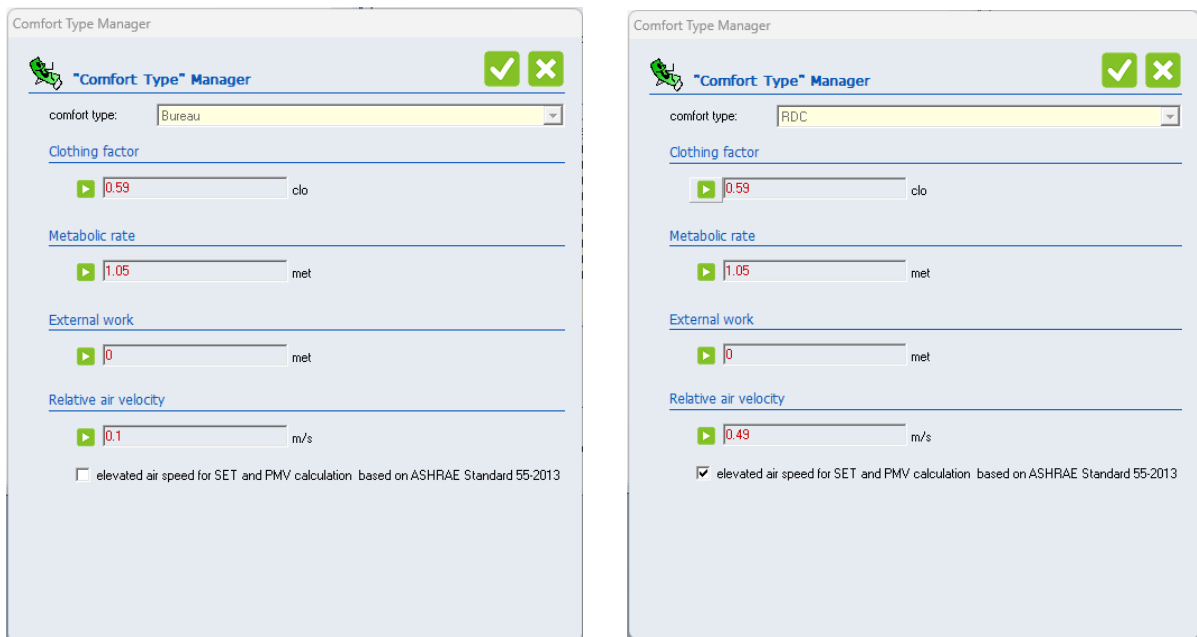 Comfort Type Manager
"Comfort Type" Manager
comfort type: Bureau
Clothing factor
0.59 clo
Metabolic rate
1.05 met
External work
0 met
Relative air velocity
0.1 m/s
elevated air speed for SET and PMV calculation based on ASHRAE Standard 55-2013
Comfort Type Manager
"Comfort Type" Manager
comfort type: RDC
Clothing factor
0.59 clo
Metabolic rate
1.05 met
External work
0 met
Relative air velocity
0.49 m/s
elevated air speed for SET and PMV calculation based on ASHRAE Standard 55-2013